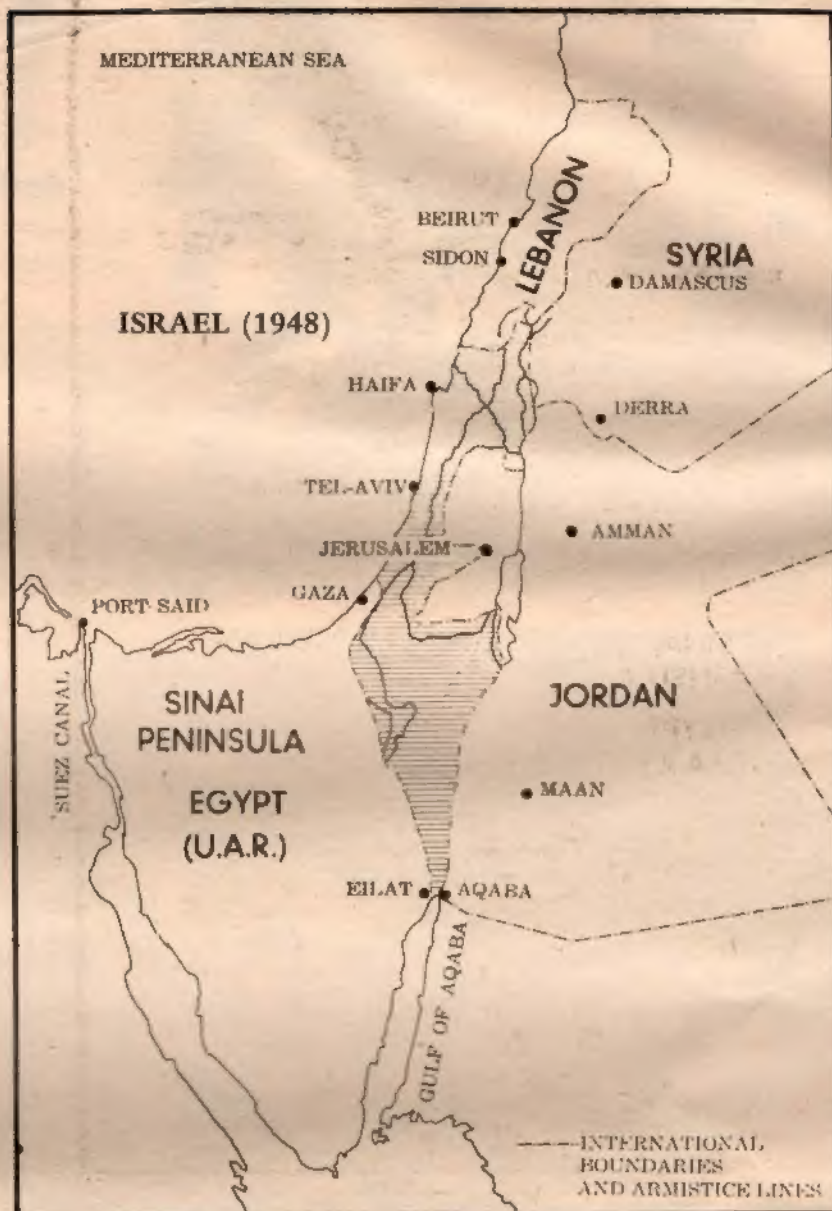 MEDITERRANEAN SEA
LEBANON
BEIRUT
SIDON
SYRIA
DAMASCUS
ISRAEL (1948)
HAIFA
DERRA
TEL-AVIV
JERUSALEM
AMMAN
GAZA
PORT SAID
SUEZ CANAL
SINAI
PENINSULA
EGYPT
(U.A.R.)
JORDAN
MAAN
EILAT
AQABA
GULF OF AQABA
INTERNATIONAL
BOUNDARIES
AND ARMISTICE LINES